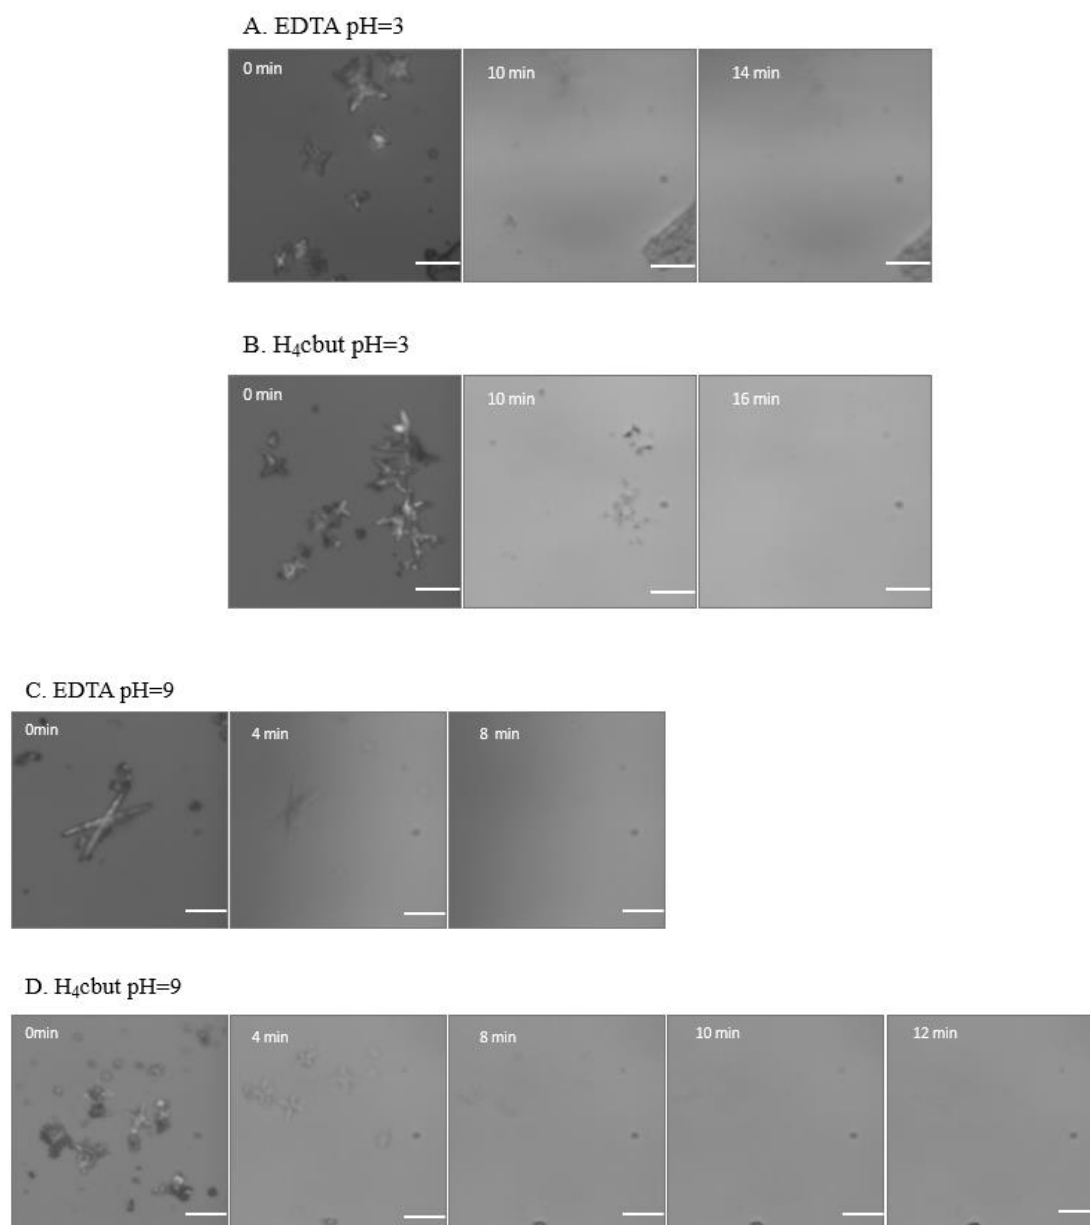 A. EDTA pH=3
0 min
10 min
14 min
B. H₄cbut pH=3
0 min
10 min
16 min
C. EDTA pH=9
0min
4 min
8 min
D. H₄cbut pH=9
0min
4 min
8 min
10 min
12 min